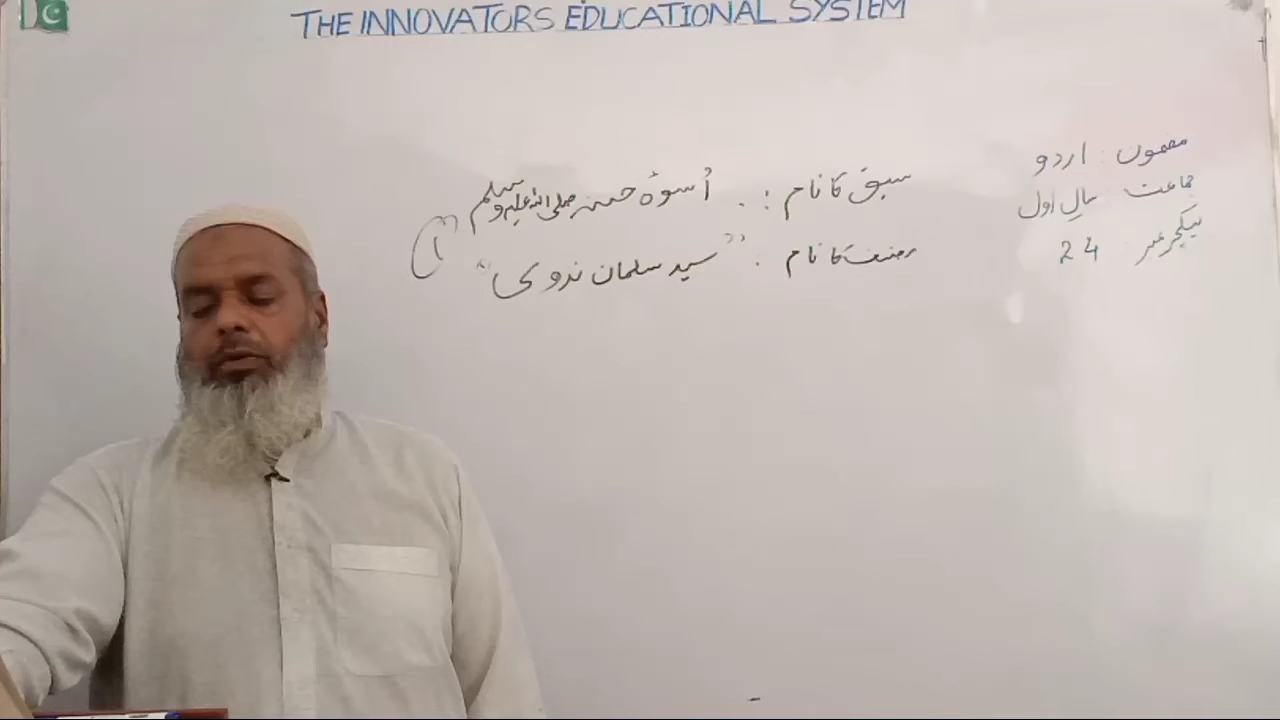 THE INNOVATORS EDUCATIONAL SYSTEM
مضمون : اردو
جماعت : سالِ اول
لیکچر نمبر : 24
سبق کا نام : اُسوۂ حسنہ صلی اللہ علیہ وسلم
مصنف کا نام : "سید سلمان ندوی"